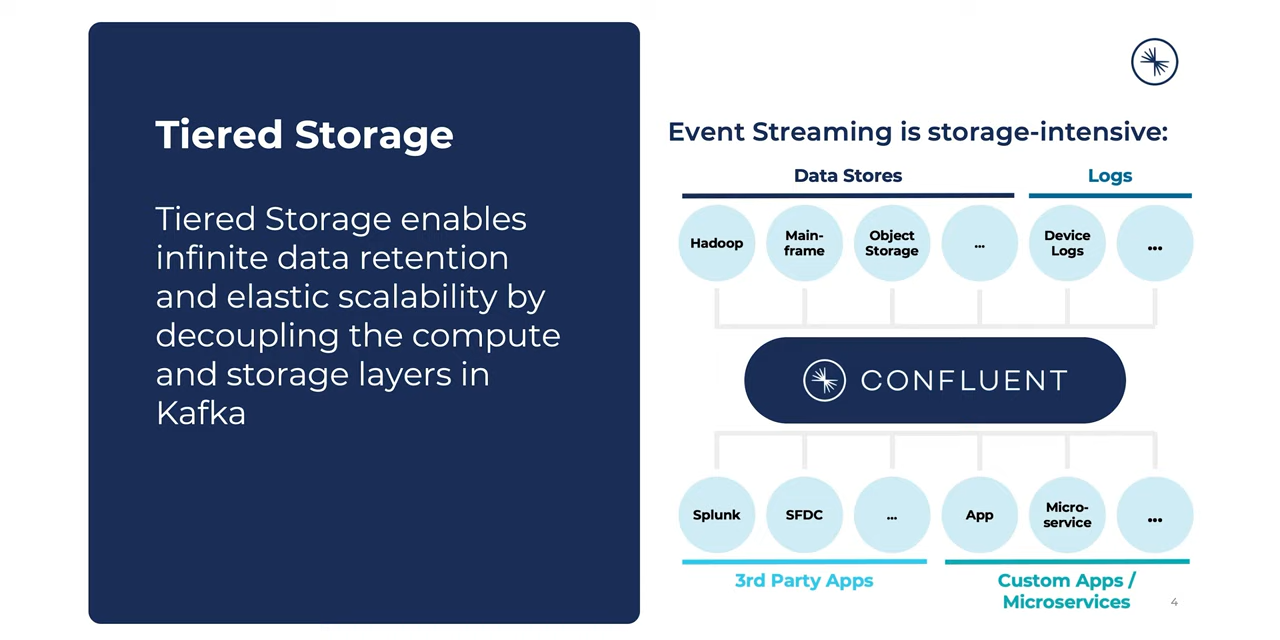 Tiered Storage
Tiered Storage enables
infinite data retention
and elastic scalability by
decoupling the compute
and storage layers in
Kafka
Event Streaming is storage-intensive:
Data Stores
Logs
Hadoop
Main-
frame
Object
Storage
...
Device
Logs
...
CONFLUENT
Splunk
SFDC
...
App
Micro-
service
...
3rd Party Apps
Custom Apps /
Microservices
4